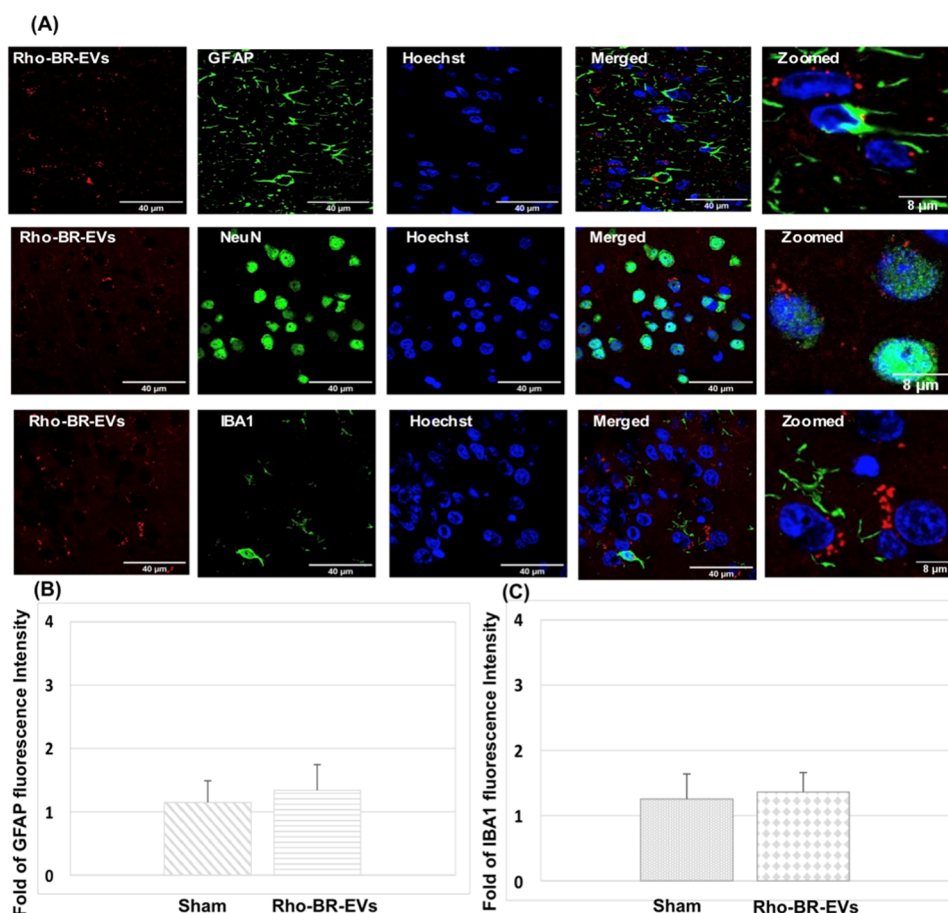 (A)
Rho-BR-EVs GFAP Hoechst Merged Zoomed
40 µm 40 µm 40 µm 40 µm 8 µm
Rho-BR-EVs NeuN Hoechst Merged Zoomed
40 µm 40 µm 40 µm 40 µm 8 µm
Rho-BR-EVs IBA1 Hoechst Merged Zoomed
40 µm 40 µm 40 µm 40 µm 8 µm
(B)
Fold of GFAP fluorescence Intensity
4
3
2
1
0
Sham Rho-BR-EVs
(C)
Fold of IBA1 fluorescence Intensity
4
3
2
1
0
Sham Rho-BR-EVs